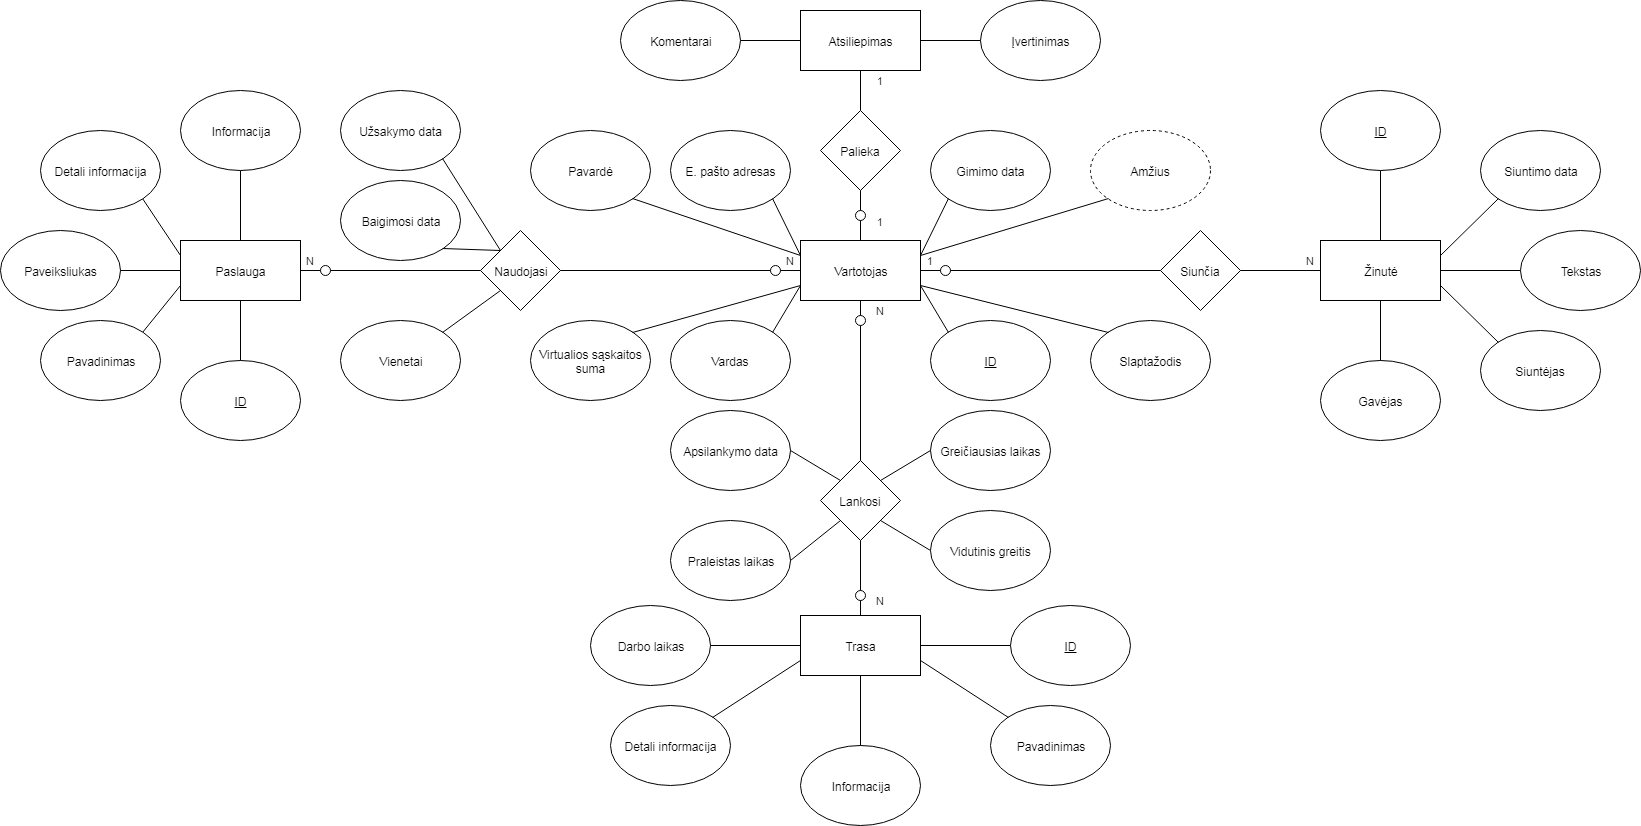 Komentarai
Atsiliepimas
Įvertinimas
1
Informacija
Užsakymo data
ID
Palieka
Detali informacija
Pavardė
E. pašto adresas
Gimimo data
Amžius
Siuntimo data
Baigimosi data
1
N
N
1
N
Paveiksliukas
Paslauga
Naudojasi
Vartotojas
Siunčia
Žinutė
Tekstas
N
Pavadinimas
Vienetai
Virtualios sąskaitos
suma
Vardas
ID
Slaptažodis
Siuntėjas
ID
Gavėjas
Apsilankymo data
Greičiausias laikas
Lankosi
Praleistas laikas
Vidutinis greitis
N
Darbo laikas
Trasa
ID
Detali informacija
Pavadinimas
Informacija